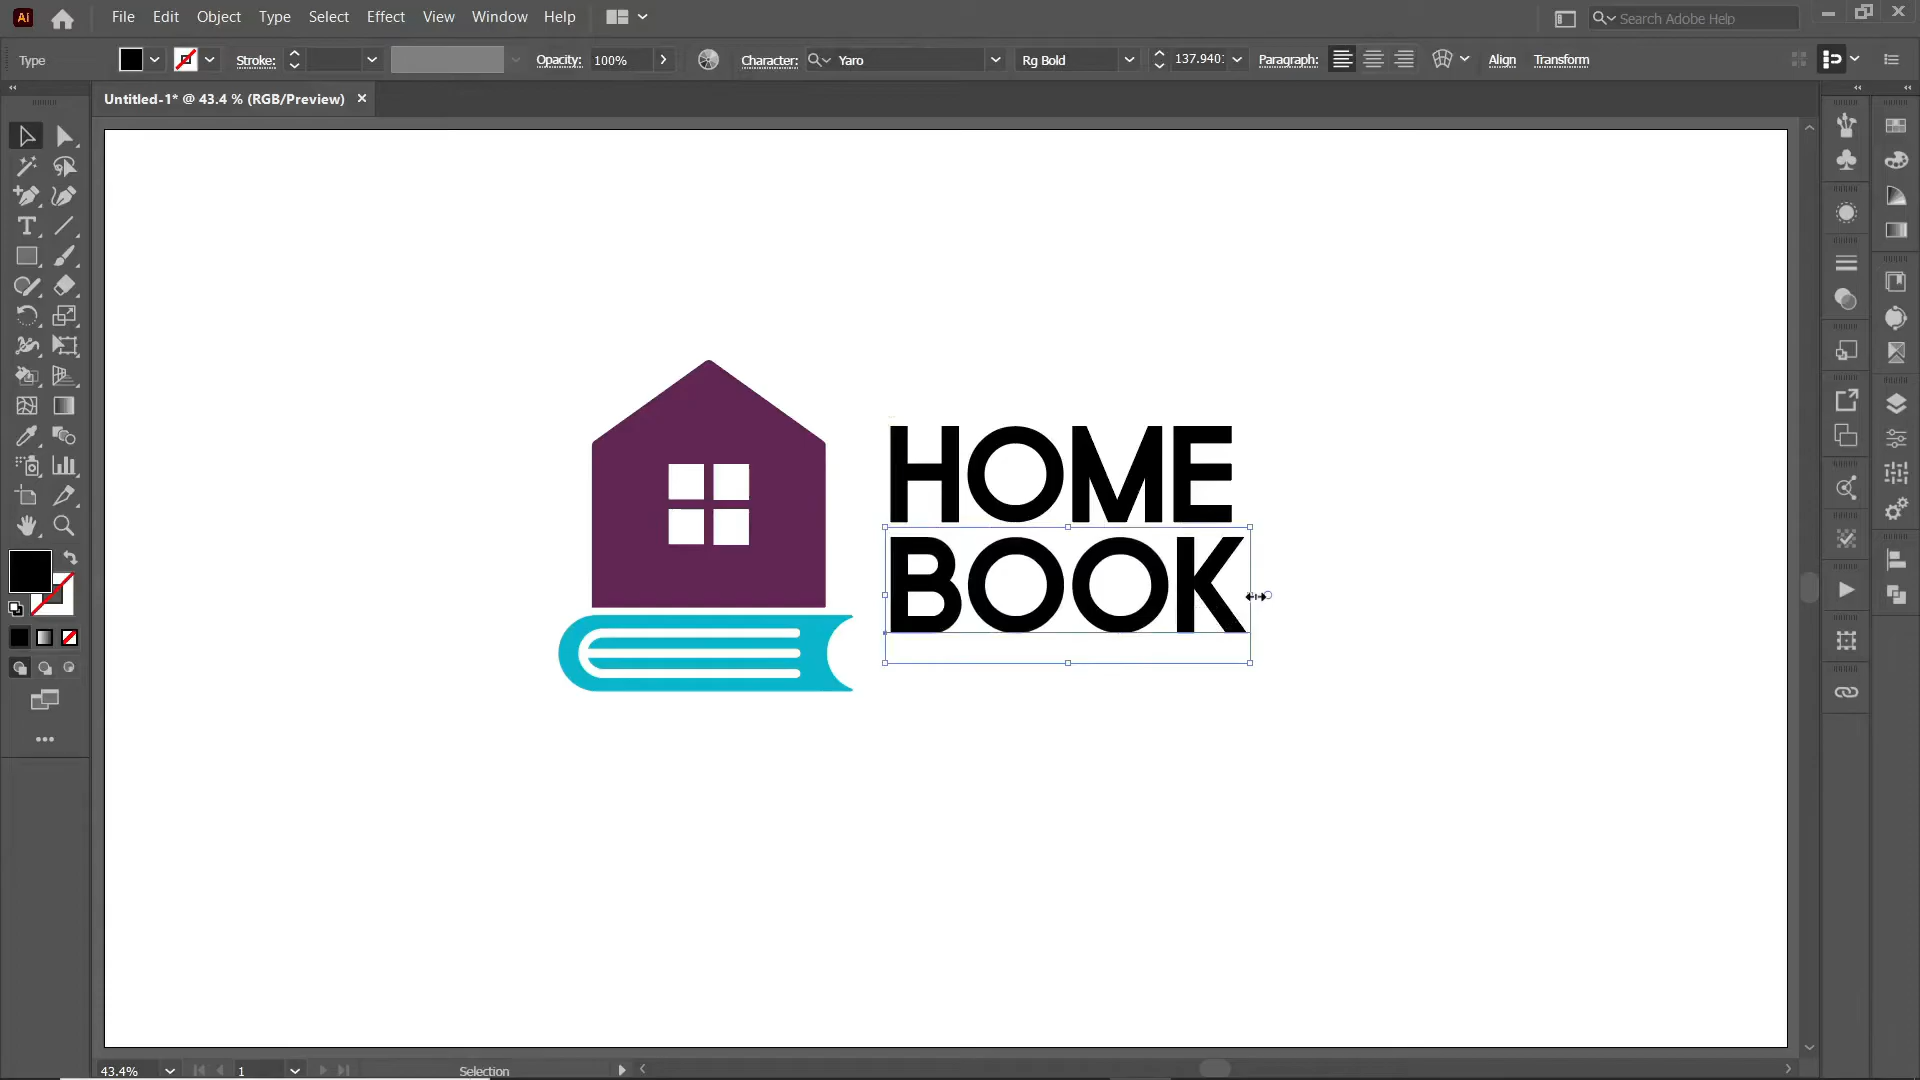 Ai File Edit Object Type Select Effect View Window Help Search Adobe Help
Type Stroke: Opacity: 100% Character: Yaro Rg Bold 137.940 Paragraph: Align Transform
Untitled-1* @ 43.4 % (RGB/Preview)
HOME
BOOK
43.4% 1 Selection